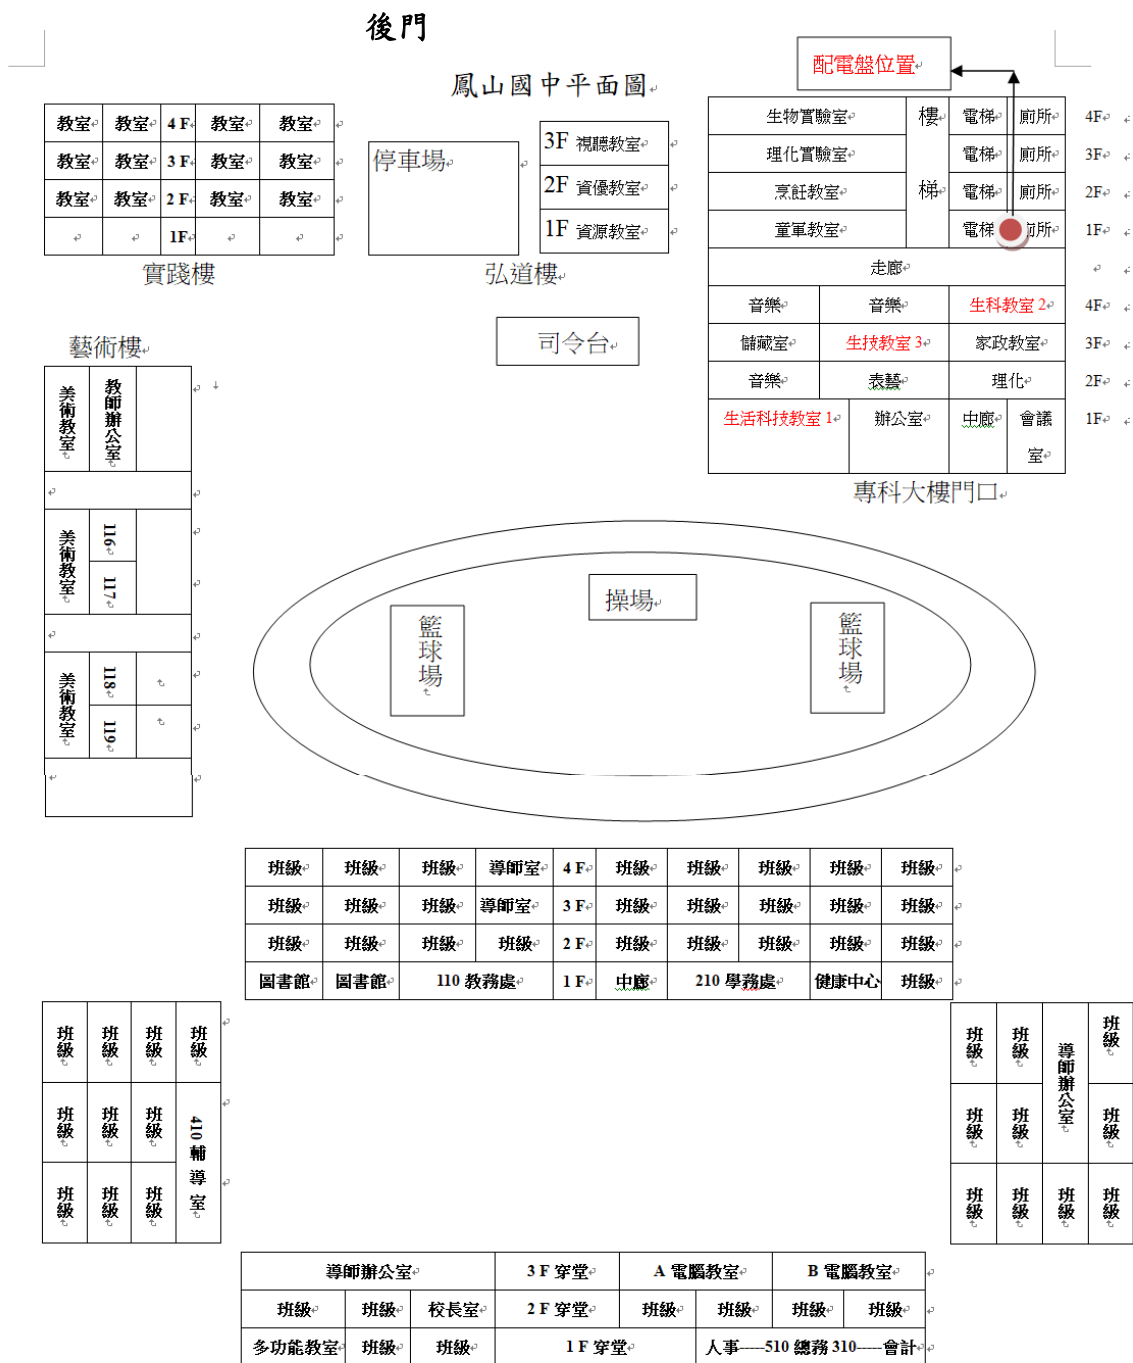 後門
鳳山國中平面圖
配電盤位置
教室 教室 4 F 教室 教室
教室 教室 3 F 教室 教室
教室 教室 2 F 教室 教室
1F
實踐樓
停車場
3F 視聽教室
2F 資優教室
1F 資源教室
弘道樓
生物實驗室 樓 電梯 廁所 4F
理化實驗室 電梯 廁所 3F
烹飪教室 梯 電梯 廁所 2F
童軍教室 電梯 廁所 1F
走廊
音樂 音樂 生科教室 2 4F
儲藏室 生技教室 3 家政教室 3F
音樂 表藝 理化 2F
生活科技教室 1 辦公室 中廊 會議室 1F
專科大樓門口
司令台
藝術樓
美術教室 教師辦公室
美術教室 116 117
美術教室 118 119
操場
籃球場
籃球場
班級 班級 班級 導師室 4 F 班級 班級 班級 班級 班級
班級 班級 班級 導師室 3 F 班級 班級 班級 班級 班級
班級 班級 班級 班級 2 F 班級 班級 班級 班級 班級
圖書館 圖書館 110 教務處 1 F 中廊 210 學務處 健康中心 班級
班級 班級 班級 班級
班級 班級 班級 410 輔導室
班級 班級 班級
班級 班級 導師辦公室 班級
班級 班級 班級
班級 班級 班級 班級
導師辦公室 3 F 穿堂 A 電腦教室 B 電腦教室
班級 班級 校長室 2 F 穿堂 班級 班級 班級 班級
多功能教室 班級 班級 1 F 穿堂 人事-----510 總務 310-----會計